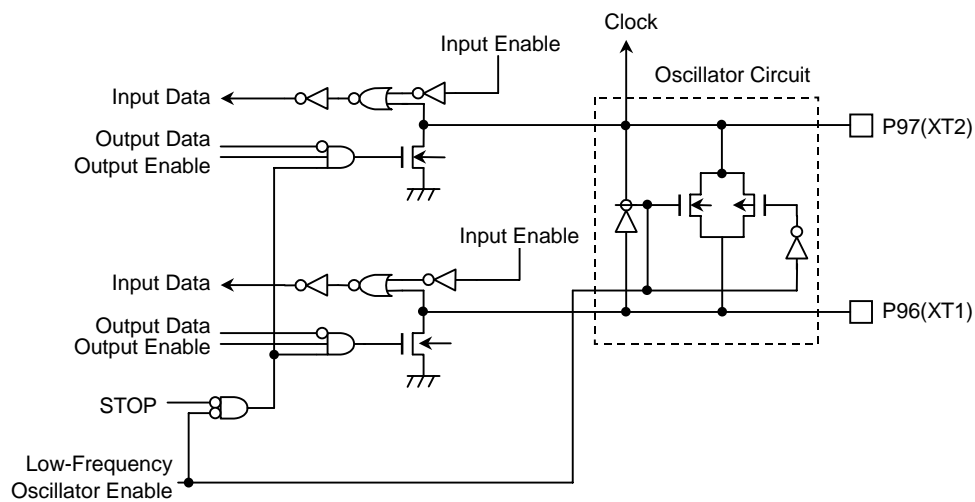 Clock
Input Enable
Oscillator Circuit
Input Data
P97(XT2)
Output Data
Output Enable
Input Enable
Input Data
P96(XT1)
Output Data
Output Enable
STOP
Low-Frequency
Oscillator Enable